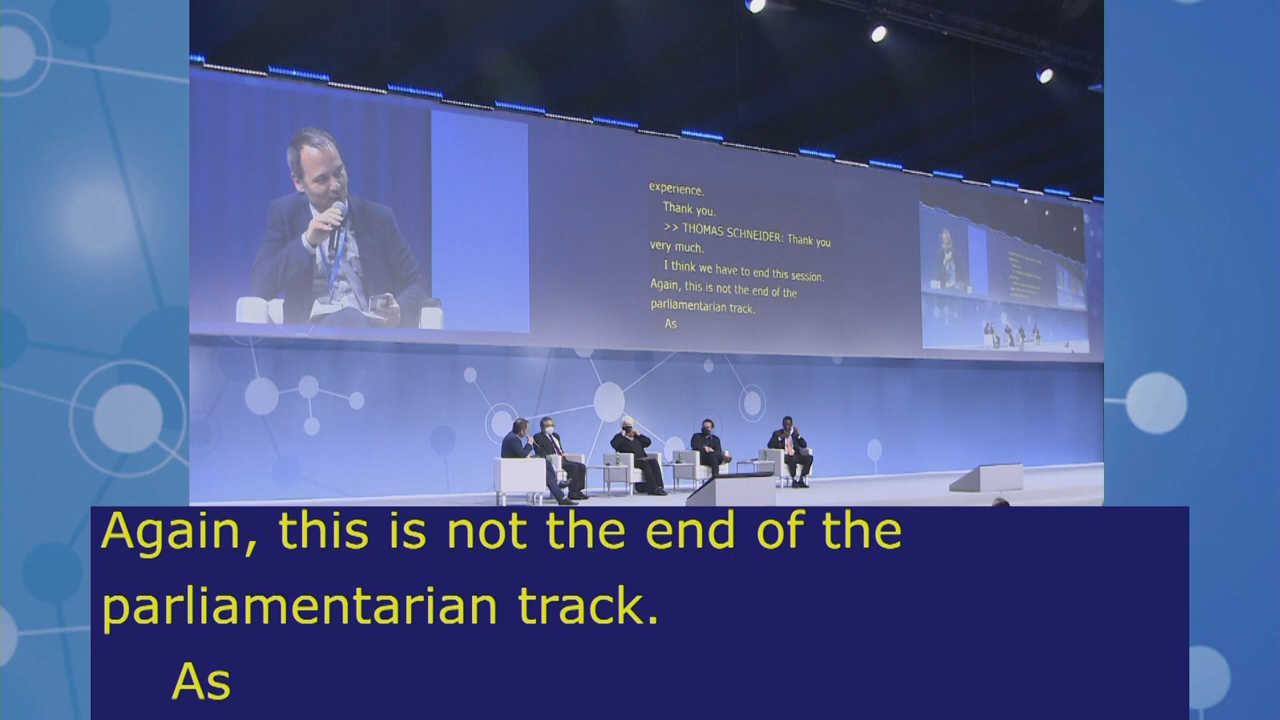 experience.
Thank you.
>> THOMAS SCHNEIDER: Thank you
very much.
I think we have to end this session.
Again, this is not the end of the
parliamentarian track.
As
Again, this is not the end of the
parliamentarian track.
As